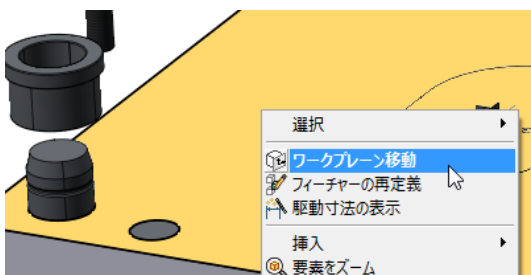 選択
ワークプレーン移動
フィーチャーの再定義
駆動寸法の表示
挿入
要素をズーム